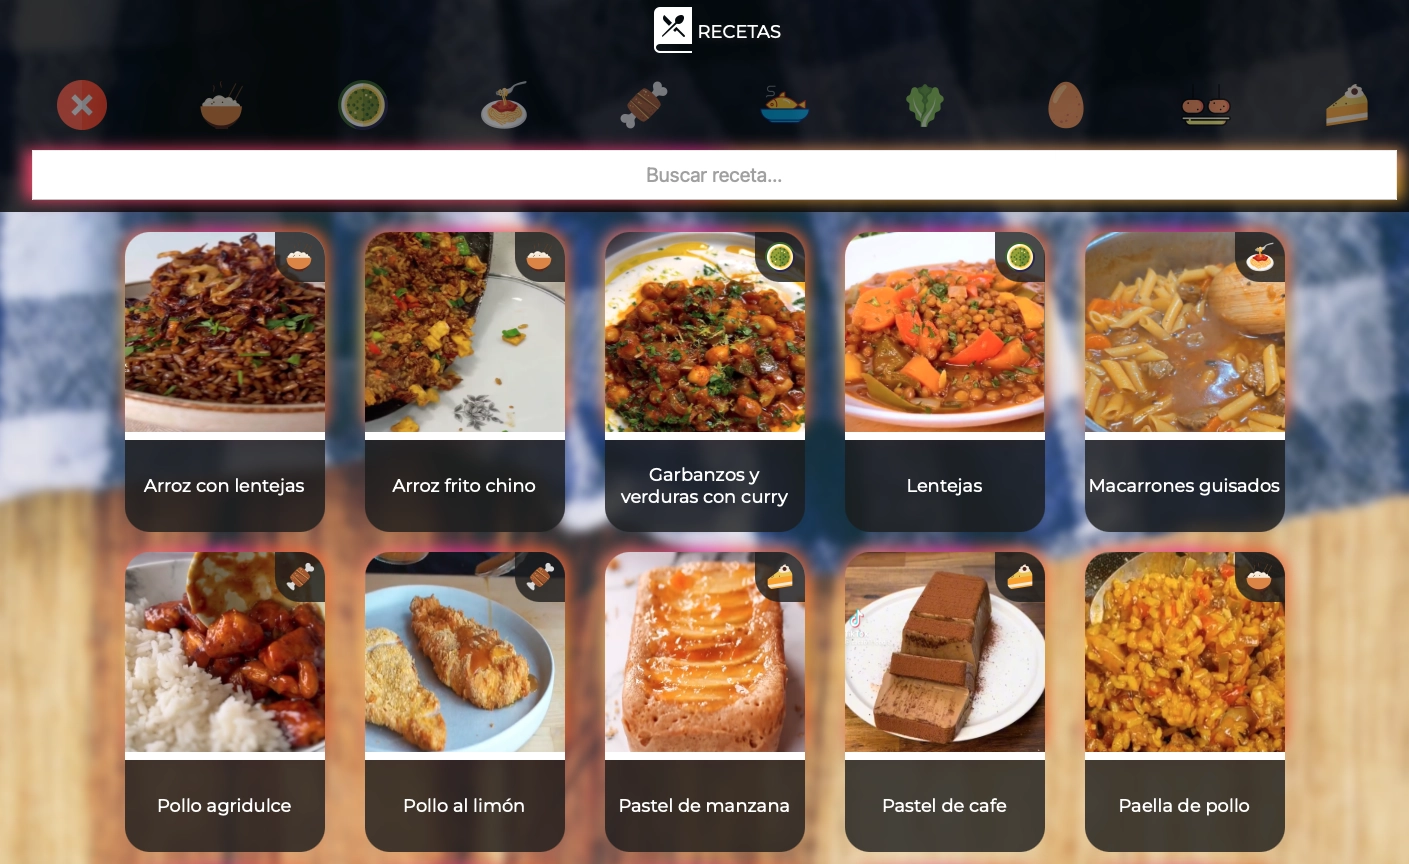 RECETAS
Buscar receta...
Arroz con lentejas
Arroz frito chino
Garbanzos y
verduras con curry
Lentejas
Macarrones guisados
Pollo agridulce
Pollo al limón
Pastel de manzana
Pastel de cafe
Paella de pollo